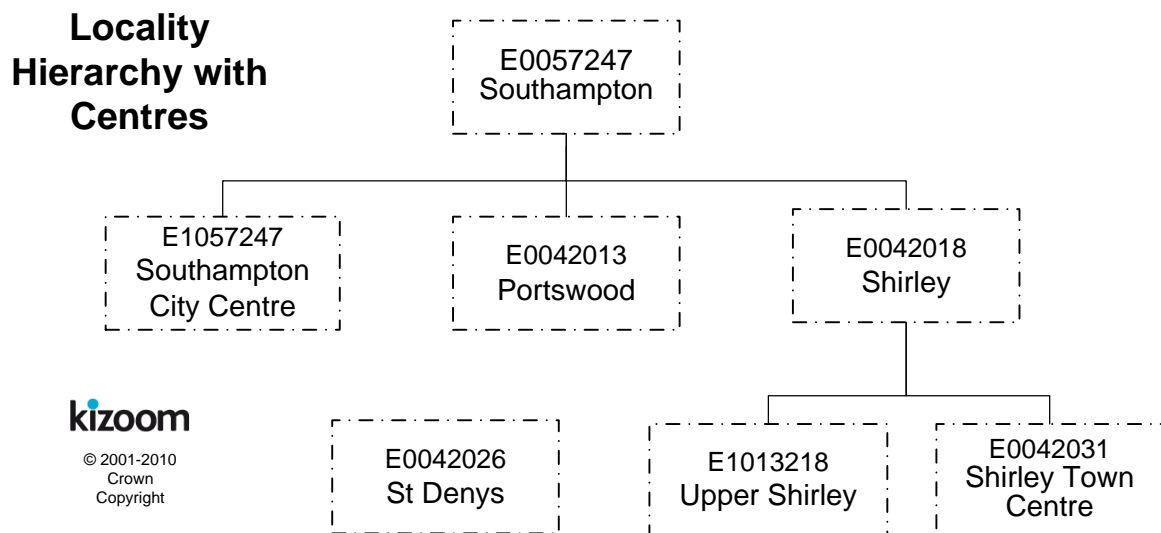 Locality
Hierarchy with
Centres
E0057247
Southampton
E1057247
Southampton
City Centre
E0042013
Portswood
E0042018
Shirley
kizoom
© 2001-2010
Crown
Copyright
E0042026
St Denys
E1013218
Upper Shirley
E0042031
Shirley Town
Centre